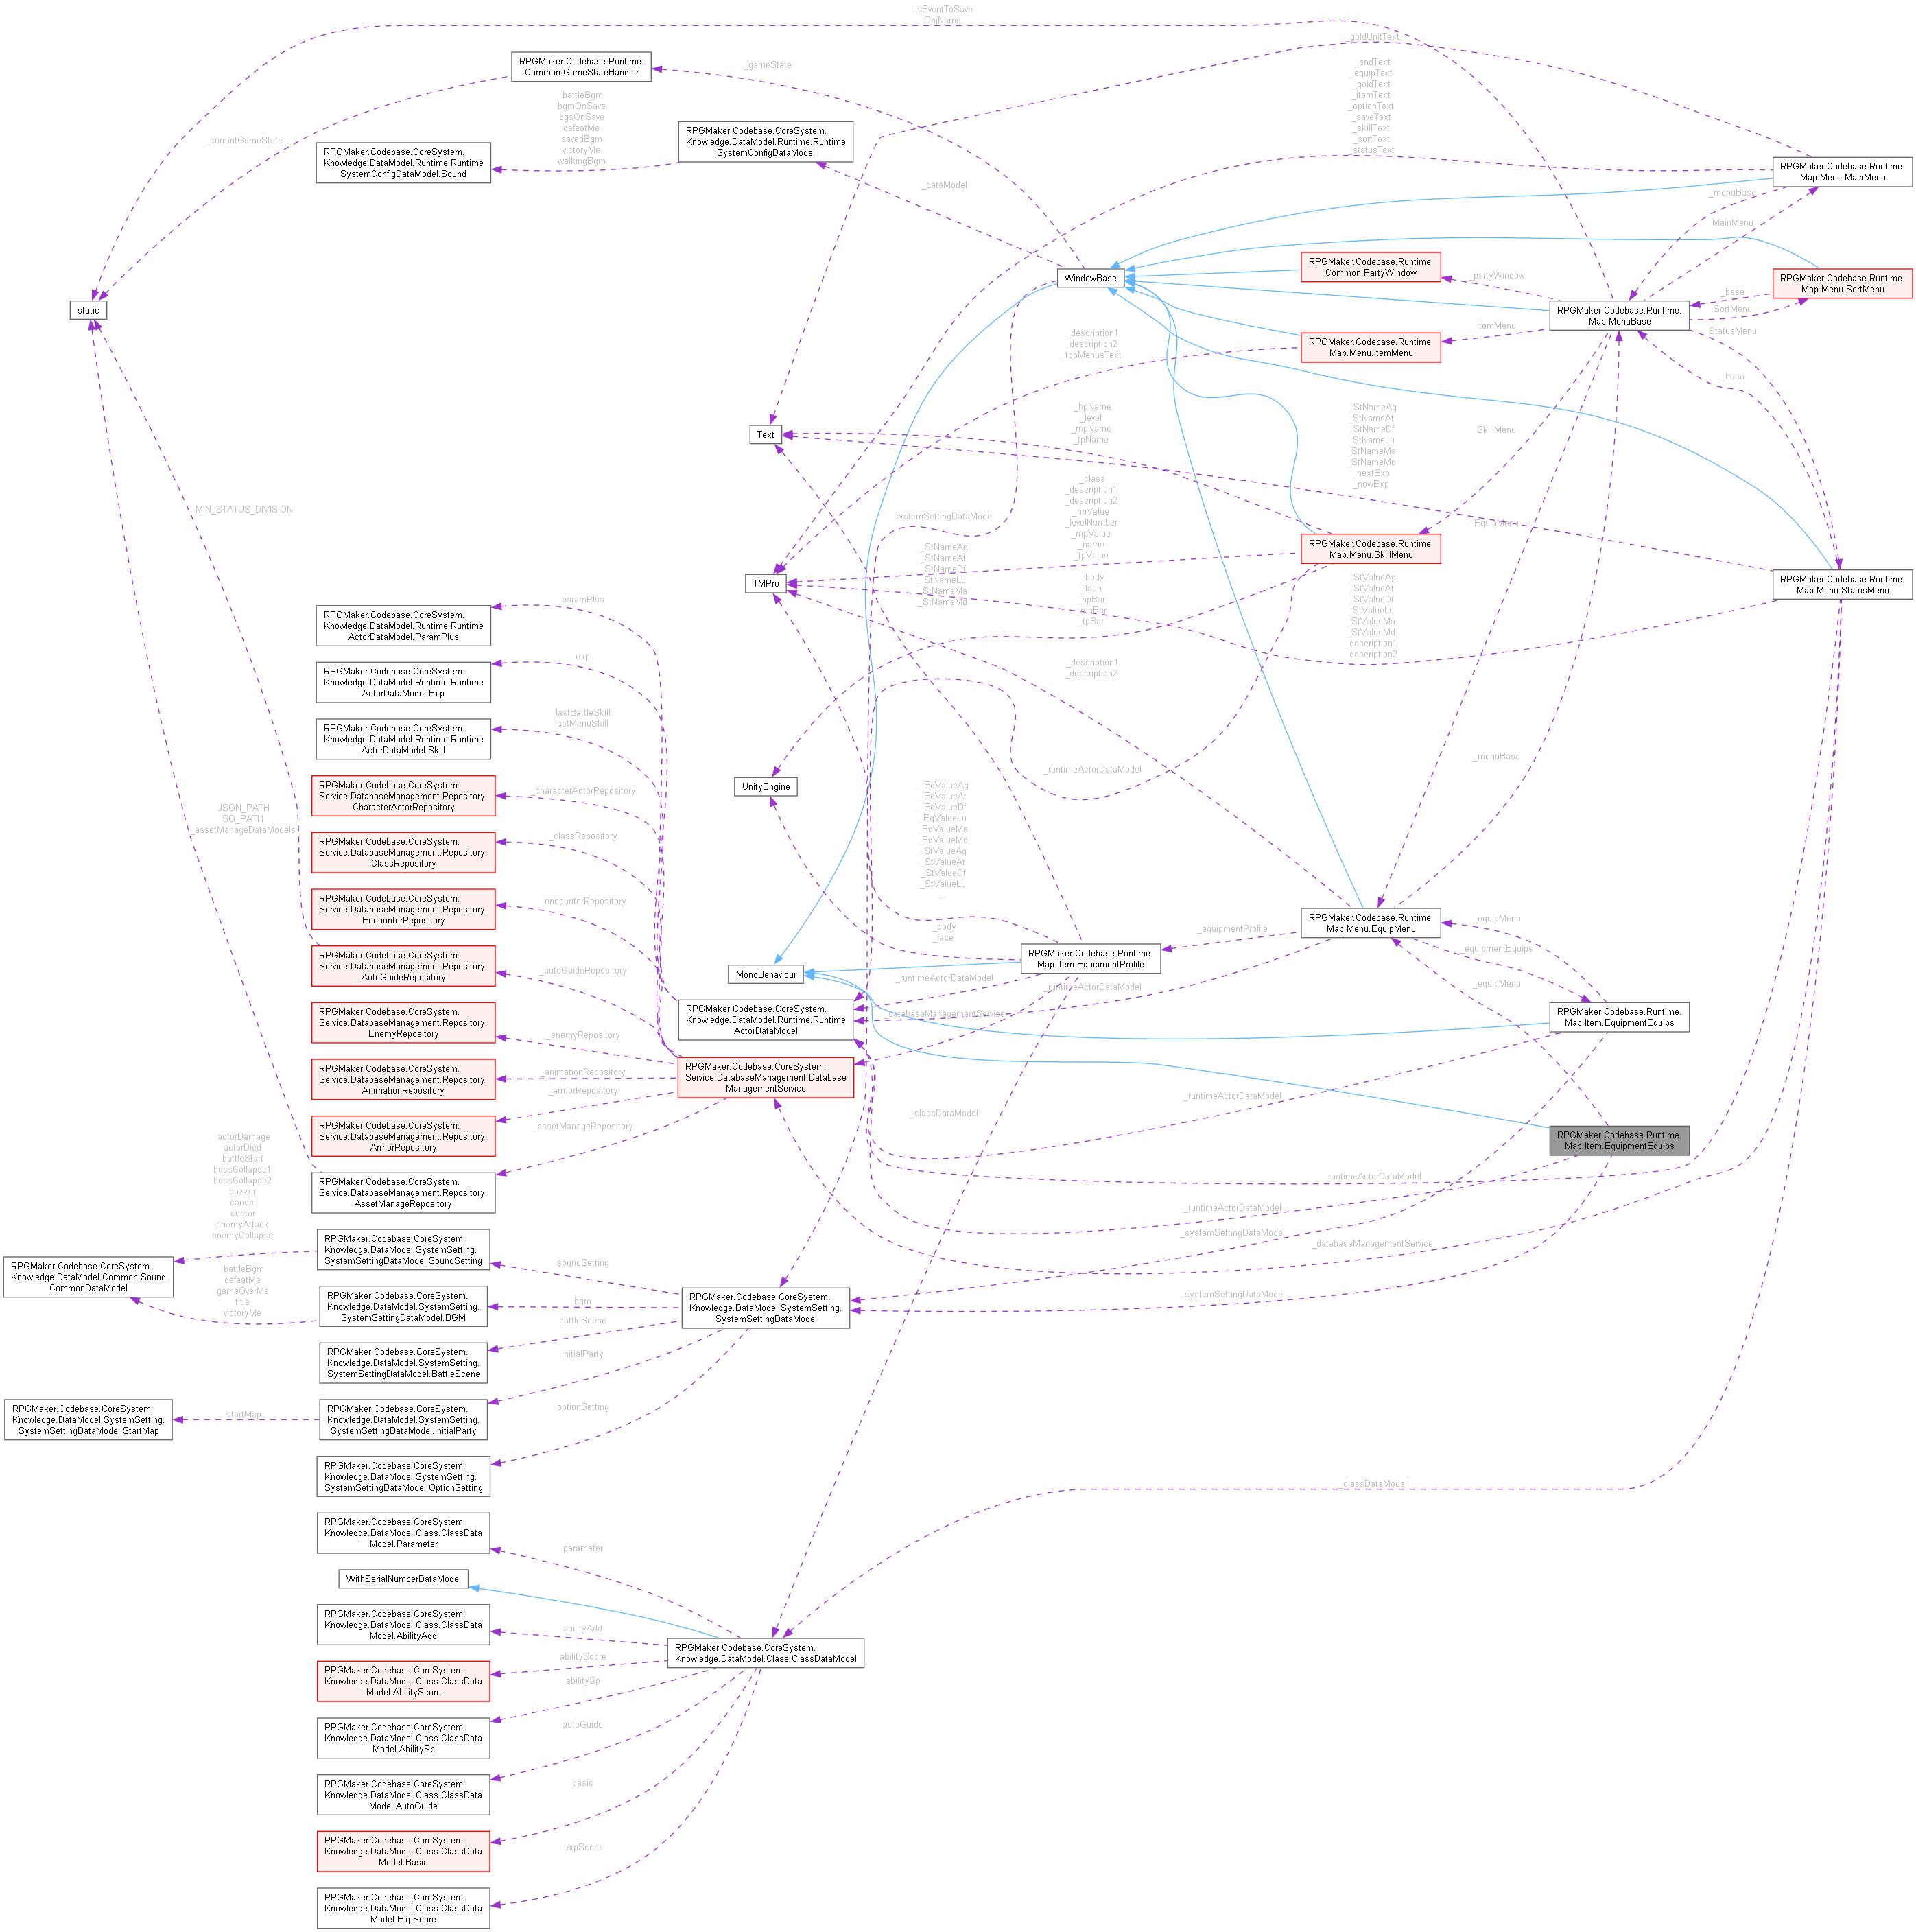 IsEventToSave
ObjName
_goldUnitText
RPGMaker.Codebase.Runtime.
Common.GameStateHandler
_gameState
_endText
_equipText
_goldText
_itemText
_optionText
_saveText
_skillText
_sortText
_statusText
battleBgm
bgmOnSave
bgsOnSave
defeatMe
savedBgm
victoryMe
walkingBgm
_currentGameState
RPGMaker.Codebase.CoreSystem.
Knowledge.DataModel.Runtime.Runtime
SystemConfigDataModel
RPGMaker.Codebase.CoreSystem.
Knowledge.DataModel.Runtime.Runtime
SystemConfigDataModel.Sound
RPGMaker.Codebase.Runtime.
Map.Menu.MainMenu
_dataModel
_menuBase
MainMenu
WindowBase
RPGMaker.Codebase.Runtime.
Common.PartyWindow
_partyWindow
RPGMaker.Codebase.Runtime.
Map.Menu.SortMenu
_base
SortMenu
static
RPGMaker.Codebase.Runtime.
Map.MenuBase
ItemMenu
StatusMenu
_description1
_description2
_topMenusText
RPGMaker.Codebase.Runtime.
Map.Menu.ItemMenu
_base
_hpName
_level
_mpName
_tpName
_StNameAg
_StNameAt
_StNameDf
_StNameLu
_StNameMa
_StNameMd
_nextExp
_nowExp
SkillMenu
Text
MIN_STATUS_DIVISION
systemSettingDataModel
_class
_description1
_description2
_hpValue
_levelNumber
_mpValue
_name
_tpValue
EquipMenu
RPGMaker.Codebase.Runtime.
Map.Menu.SkillMenu
_StNameAg
_StNameAt
_StNameDf
_StNameLu
_StNameMa
_StNameMd
TMPro
_body
_face
_hpBar
_mpBar
_tpBar
_StValueAg
_StValueAt
_StValueDf
_StValueLu
_StValueMa
_StValueMd
_description1
_description2
RPGMaker.Codebase.Runtime.
Map.Menu.StatusMenu
paramPlus
RPGMaker.Codebase.CoreSystem.
Knowledge.DataModel.Runtime.Runtime
ActorDataModel.ParamPlus
exp
RPGMaker.Codebase.CoreSystem.
Knowledge.DataModel.Runtime.Runtime
ActorDataModel.Exp
_description1
_description2
lastBattleSkill
lastMenuSkill
RPGMaker.Codebase.CoreSystem.
Knowledge.DataModel.Runtime.Runtime
ActorDataModel.Skill
_menuBase
_runtimeActorDataModel
UnityEngine
RPGMaker.Codebase.CoreSystem.
Service.DatabaseManagement.Repository.
CharacterActorRepository
_characterActorRepository
JSON_PATH
SO_PATH
_assetManageDataModels
_EqValueAg
_EqValueAt
_EqValueDf
_EqValueLu
_EqValueMa
_EqValueMd
_StValueAg
_StValueAt
_StValueDf
_StValueLu
...
_classRepository
RPGMaker.Codebase.CoreSystem.
Service.DatabaseManagement.Repository.
ClassRepository
_encounterRepository
RPGMaker.Codebase.CoreSystem.
Service.DatabaseManagement.Repository.
EncounterRepository
_body
_face
_equipmentProfile
RPGMaker.Codebase.Runtime.
Map.Menu.EquipMenu
_equipMenu
equipmentEquips
RPGMaker.Codebase.Runtime.
Map.Item.EquipmentProfile
_autoGuideRepository
RPGMaker.Codebase.CoreSystem.
Service.DatabaseManagement.Repository.
AutoGuideRepository
MonoBehaviour
_runtimeActorDataModel
_runtimeActorDataModel
_equipMenu
RPGMaker.Codebase.CoreSystem.
Knowledge.DataModel.Runtime.Runtime
ActorDataModel
_databaseManagementService
RPGMaker.Codebase.Runtime.
Map.Item.EquipmentEquips
RPGMaker.Codebase.CoreSystem.
Service.DatabaseManagement.Repository.
EnemyRepository
_enemyRepository
RPGMaker.Codebase.CoreSystem.
Service.DatabaseManagement.Database
ManagementService
_animationRepository
RPGMaker.Codebase.CoreSystem.
Service.DatabaseManagement.Repository.
AnimationRepository
_armorRepository
_runtimeActorDataModel
_classDataModel
RPGMaker.Codebase.CoreSystem.
Service.DatabaseManagement.Repository.
ArmorRepository
_assetManageRepository
RPGMaker.Codebase.Runtime.
Map.Item.EquipmentEquips
actorDamage
actorDied
battleStart
bossCollapse1
bossCollapse2
buzzer
cancel
cursor
enemyAttack
enemyCollapse
...
RPGMaker.Codebase.CoreSystem.
Service.DatabaseManagement.Repository.
AssetManageRepository
_runtimeActorDataModel
_runtimeActorDataModel
_systemSettingDataModel
_databaseManagementService
RPGMaker.Codebase.CoreSystem.
Knowledge.DataModel.SystemSetting.
SystemSettingDataModel.SoundSetting
soundSetting
RPGMaker.Codebase.CoreSystem.
Knowledge.DataModel.Common.Sound
CommonDataModel
battleBgm
defeatMe
gameOverMe
title
victoryMe
bgm
RPGMaker.Codebase.CoreSystem.
Knowledge.DataModel.SystemSetting.
SystemSettingDataModel.BGM
RPGMaker.Codebase.CoreSystem.
Knowledge.DataModel.SystemSetting.
SystemSettingDataModel
_systemSettingDataModel
battleScene
RPGMaker.Codebase.CoreSystem.
Knowledge.DataModel.SystemSetting.
SystemSettingDataModel.BattleScene
initialParty
RPGMaker.Codebase.CoreSystem.
Knowledge.DataModel.SystemSetting.
SystemSettingDataModel.StartMap
startMap
RPGMaker.Codebase.CoreSystem.
Knowledge.DataModel.SystemSetting.
SystemSettingDataModel.InitialParty
optionSetting
RPGMaker.Codebase.CoreSystem.
Knowledge.DataModel.SystemSetting.
SystemSettingDataModel.OptionSetting
_classDataModel
RPGMaker.Codebase.CoreSystem.
Knowledge.DataModel.Class.ClassData
Model.Parameter
parameter
WithSerialNumberDataModel
RPGMaker.Codebase.CoreSystem.
Knowledge.DataModel.Class.ClassData
Model.AbilityAdd
abilityAdd
RPGMaker.Codebase.CoreSystem.
Knowledge.DataModel.Class.ClassDataModel
abilityScore
RPGMaker.Codebase.CoreSystem.
Knowledge.DataModel.Class.ClassData
Model.AbilityScore
abilitySp
RPGMaker.Codebase.CoreSystem.
Knowledge.DataModel.Class.ClassData
Model.AbilitySp
autoGuide
RPGMaker.Codebase.CoreSystem.
Knowledge.DataModel.Class.ClassData
Model.AutoGuide
basic
RPGMaker.Codebase.CoreSystem.
Knowledge.DataModel.Class.ClassData
Model.Basic
expScore
RPGMaker.Codebase.CoreSystem.
Knowledge.DataModel.Class.ClassData
Model.ExpScore